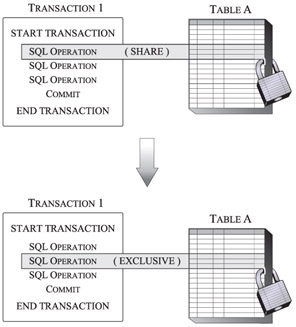 TRANSACTION 1
TABLE A
START TRANSACTION
SQL OPERATION ( SHARE )
SQL OPERATION
SQL OPERATION
COMMIT
END TRANSACTION
TRANSACTION 1
TABLE A
START TRANSACTION
SQL OPERATION
SQL OPERATION ( EXCLUSIVE )
SQL OPERATION
COMMIT
END TRANSACTION